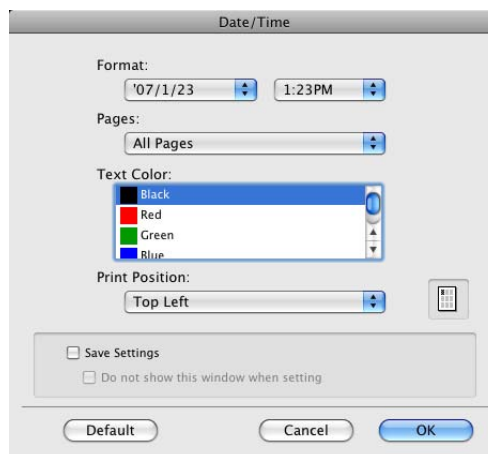 Date/Time
Format:
'07/1/23 1:23PM
Pages:
All Pages
Text Color:
Black
Red
Green
Blue
Print Position:
Top Left
Save Settings
Do not show this window when setting
Default Cancel OK